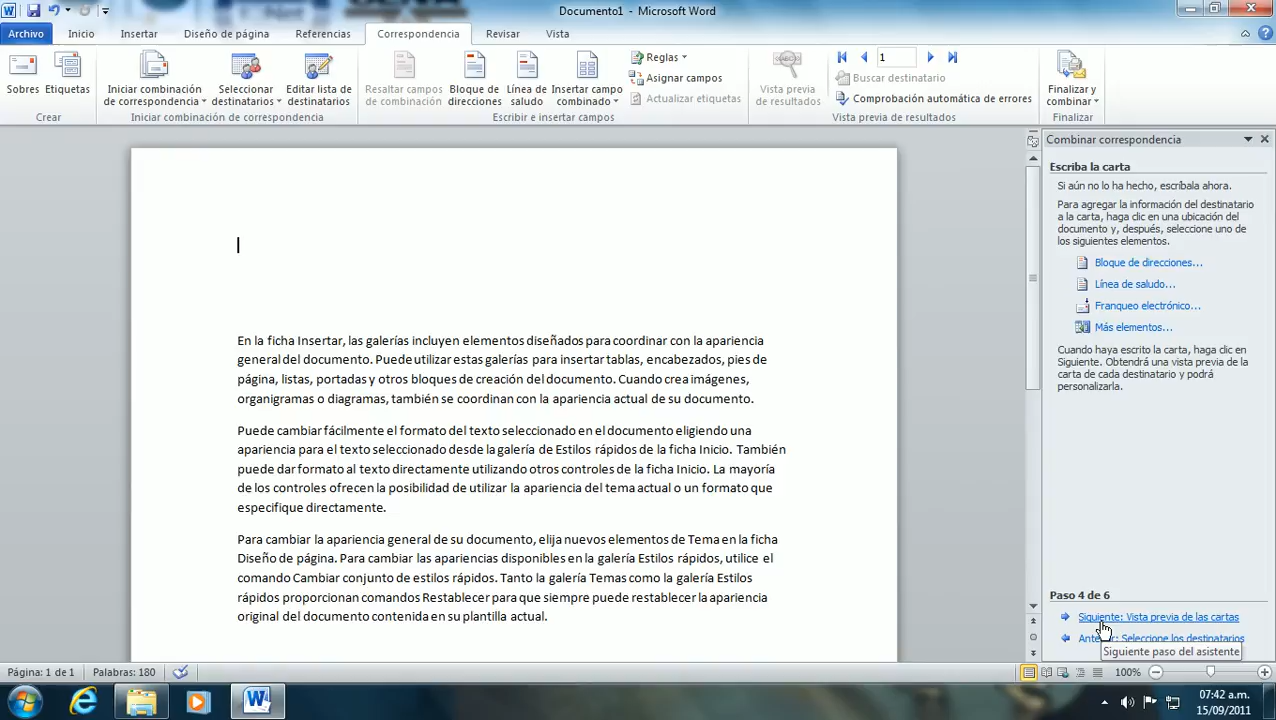 Documento1 - Microsoft Word
Archivo Inicio Insertar Diseño de página Referencias Correspondencia Revisar Vista
Sobres Etiquetas
Crear
Iniciar combinación de correspondencia
Seleccionar destinatarios
Editar lista de destinatarios
Iniciar combinación de correspondencia
Resaltar campos de combinación
Bloque de direcciones
Línea de saludo
Insertar campo combinado
Reglas
Asignar campos
Actualizar etiquetas
Escribir e insertar campos
Vista previa de resultados
1
Buscar destinatario
Comprobación automática de errores
Vista previa de resultados
Finalizar y combinar
Finalizar
En la ficha Insertar, las galerías incluyen elementos diseñados para coordinar con la apariencia
general del documento. Puede utilizar estas galerías para insertar tablas, encabezados, pies de
página, listas, portadas y otros bloques de creación del documento. Cuando crea imágenes,
organigramas o diagramas, también se coordinan con la apariencia actual de su documento.
Puede cambiar fácilmente el formato del texto seleccionado en el documento eligiendo una
apariencia para el texto seleccionado desde la galería de Estilos rápidos de la ficha Inicio. También
puede dar formato al texto directamente utilizando otros controles de la ficha Inicio. La mayoría
de los controles ofrecen la posibilidad de utilizar la apariencia del tema actual o un formato que
especifique directamente.
Para cambiar la apariencia general de su documento, elija nuevos elementos de Tema en la ficha
Diseño de página. Para cambiar las apariencias disponibles en la galería Estilos rápidos, utilice el
comando Cambiar conjunto de estilos rápidos. Tanto la galería Temas como la galería Estilos
rápidos proporcionan comandos Restablecer para que siempre puede restablecer la apariencia
original del documento contenida en su plantilla actual.
Combinar correspondencia
Escriba la carta
Si aún no lo ha hecho, escríbala ahora.
Para agregar la información del destinatario
a la carta, haga clic en una ubicación del
documento y, después, seleccione uno de
los siguientes elementos.
Bloque de direcciones...
Línea de saludo...
Franqueo electrónico...
Más elementos...
Cuando haya escrito la carta, haga clic en
Siguiente. Obtendrá una vista previa de la
carta de cada destinatario y podrá
personalizarla.
Paso 4 de 6
Siguiente: Vista previa de las cartas
Seleccione los destinatarios
Siguiente paso del asistente
Página: 1 de 1 Palabras: 180 100%
07:42 a.m.
15/09/2011